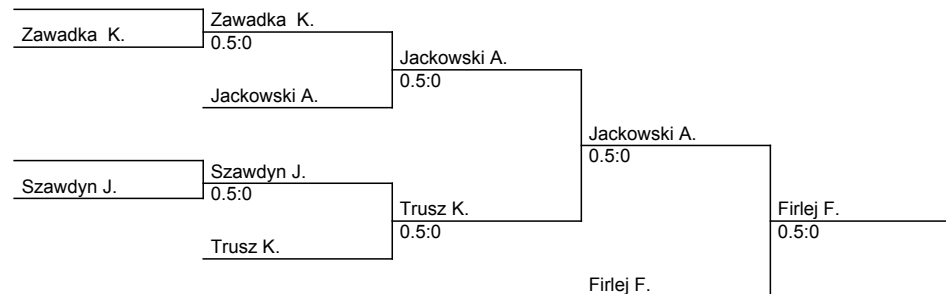 Zawadka  K.
Zawadka  K.
0.5:0
Jackowski A.
Jackowski A.
0.5:0
Jackowski A.
0.5:0
Szawdyn J.
Szawdyn J.
0.5:0
Trusz K.
Trusz K.
0.5:0
Firlej F.
0.5:0
Firlej F.